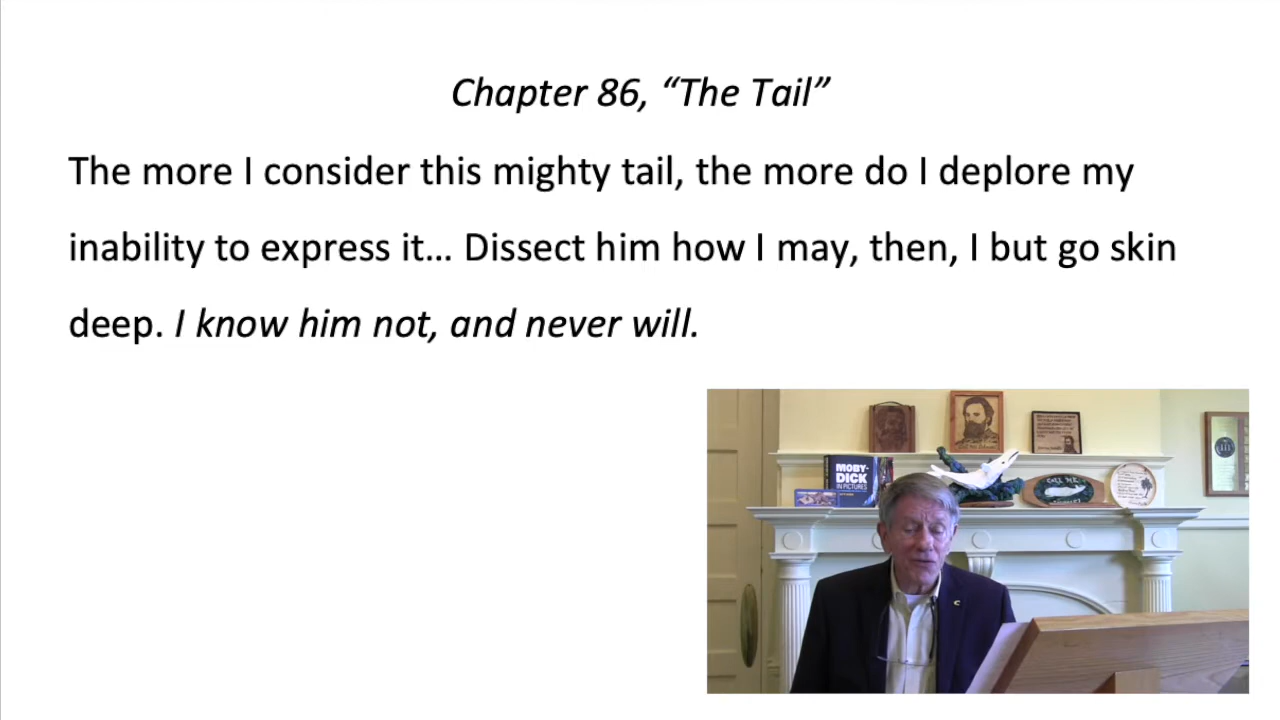 Chapter 86, “The Tail”
The more I consider this mighty tail, the more do I deplore my
inability to express it… Dissect him how I may, then, I but go skin
deep. I know him not, and never will.
MOBY-
DICK
IN PICTURES
CALL ME